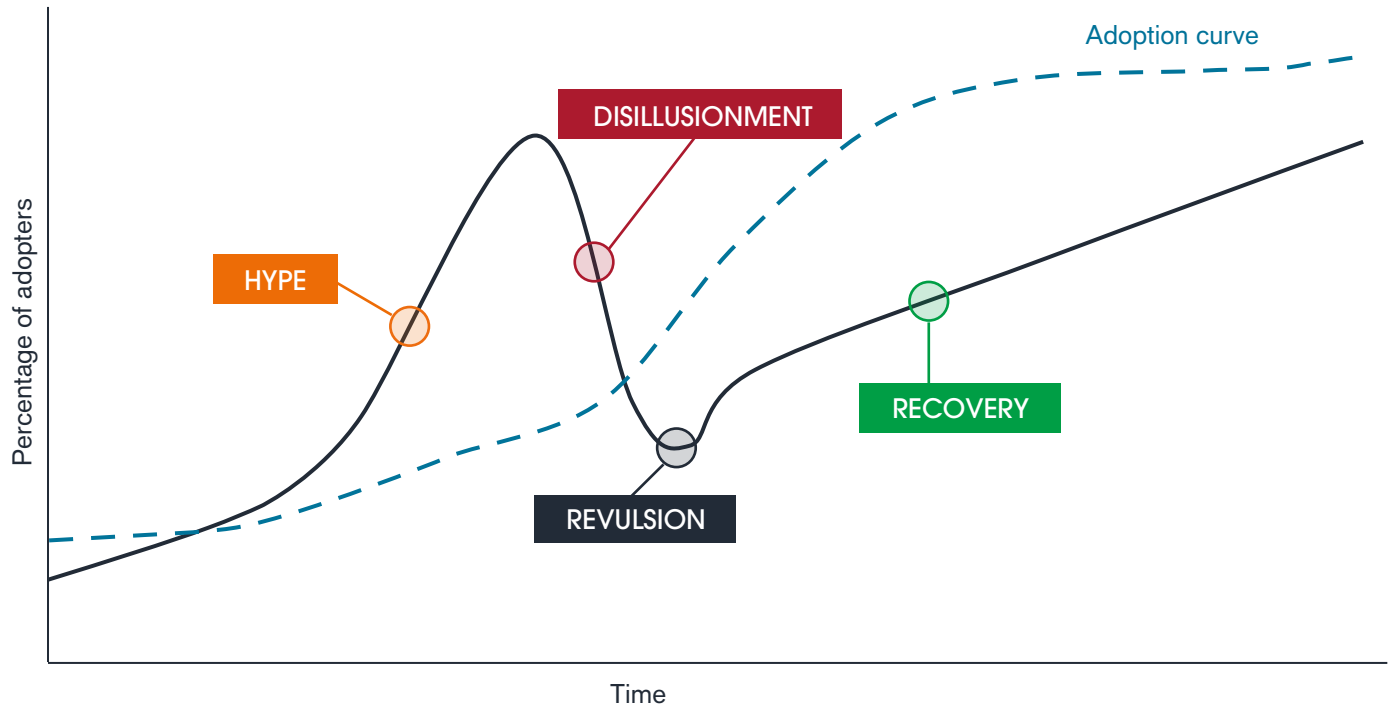 Adoption curve
DISILLUSIONMENT
HYPE
Percentage of adopters
RECOVERY
REVULSION
Time